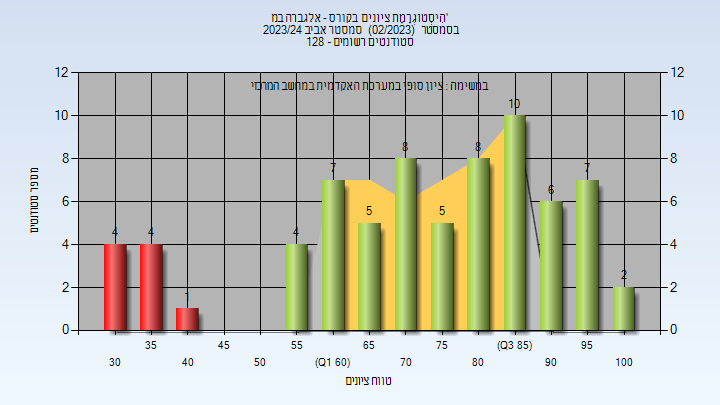 היסטוגרמת ציונים בקורס - אלגברה במ'
בסמסטר (02/2023) סמסטר אביב 2023/24
סטודנטים רשומים - 128
במשימה : ציון סופי במערכת האקדמית במחשב המרכזי
מספר סטודנטים
12 12
10 10
8 8
6 6
4 4
2 2
0 0
4 4 1 4 7 5 8 5 8 10 6 7 2
35 45 55 65 75 (Q3 85) 95
30 40 50 (Q1 60) 70 80 90 100
טווח ציונים